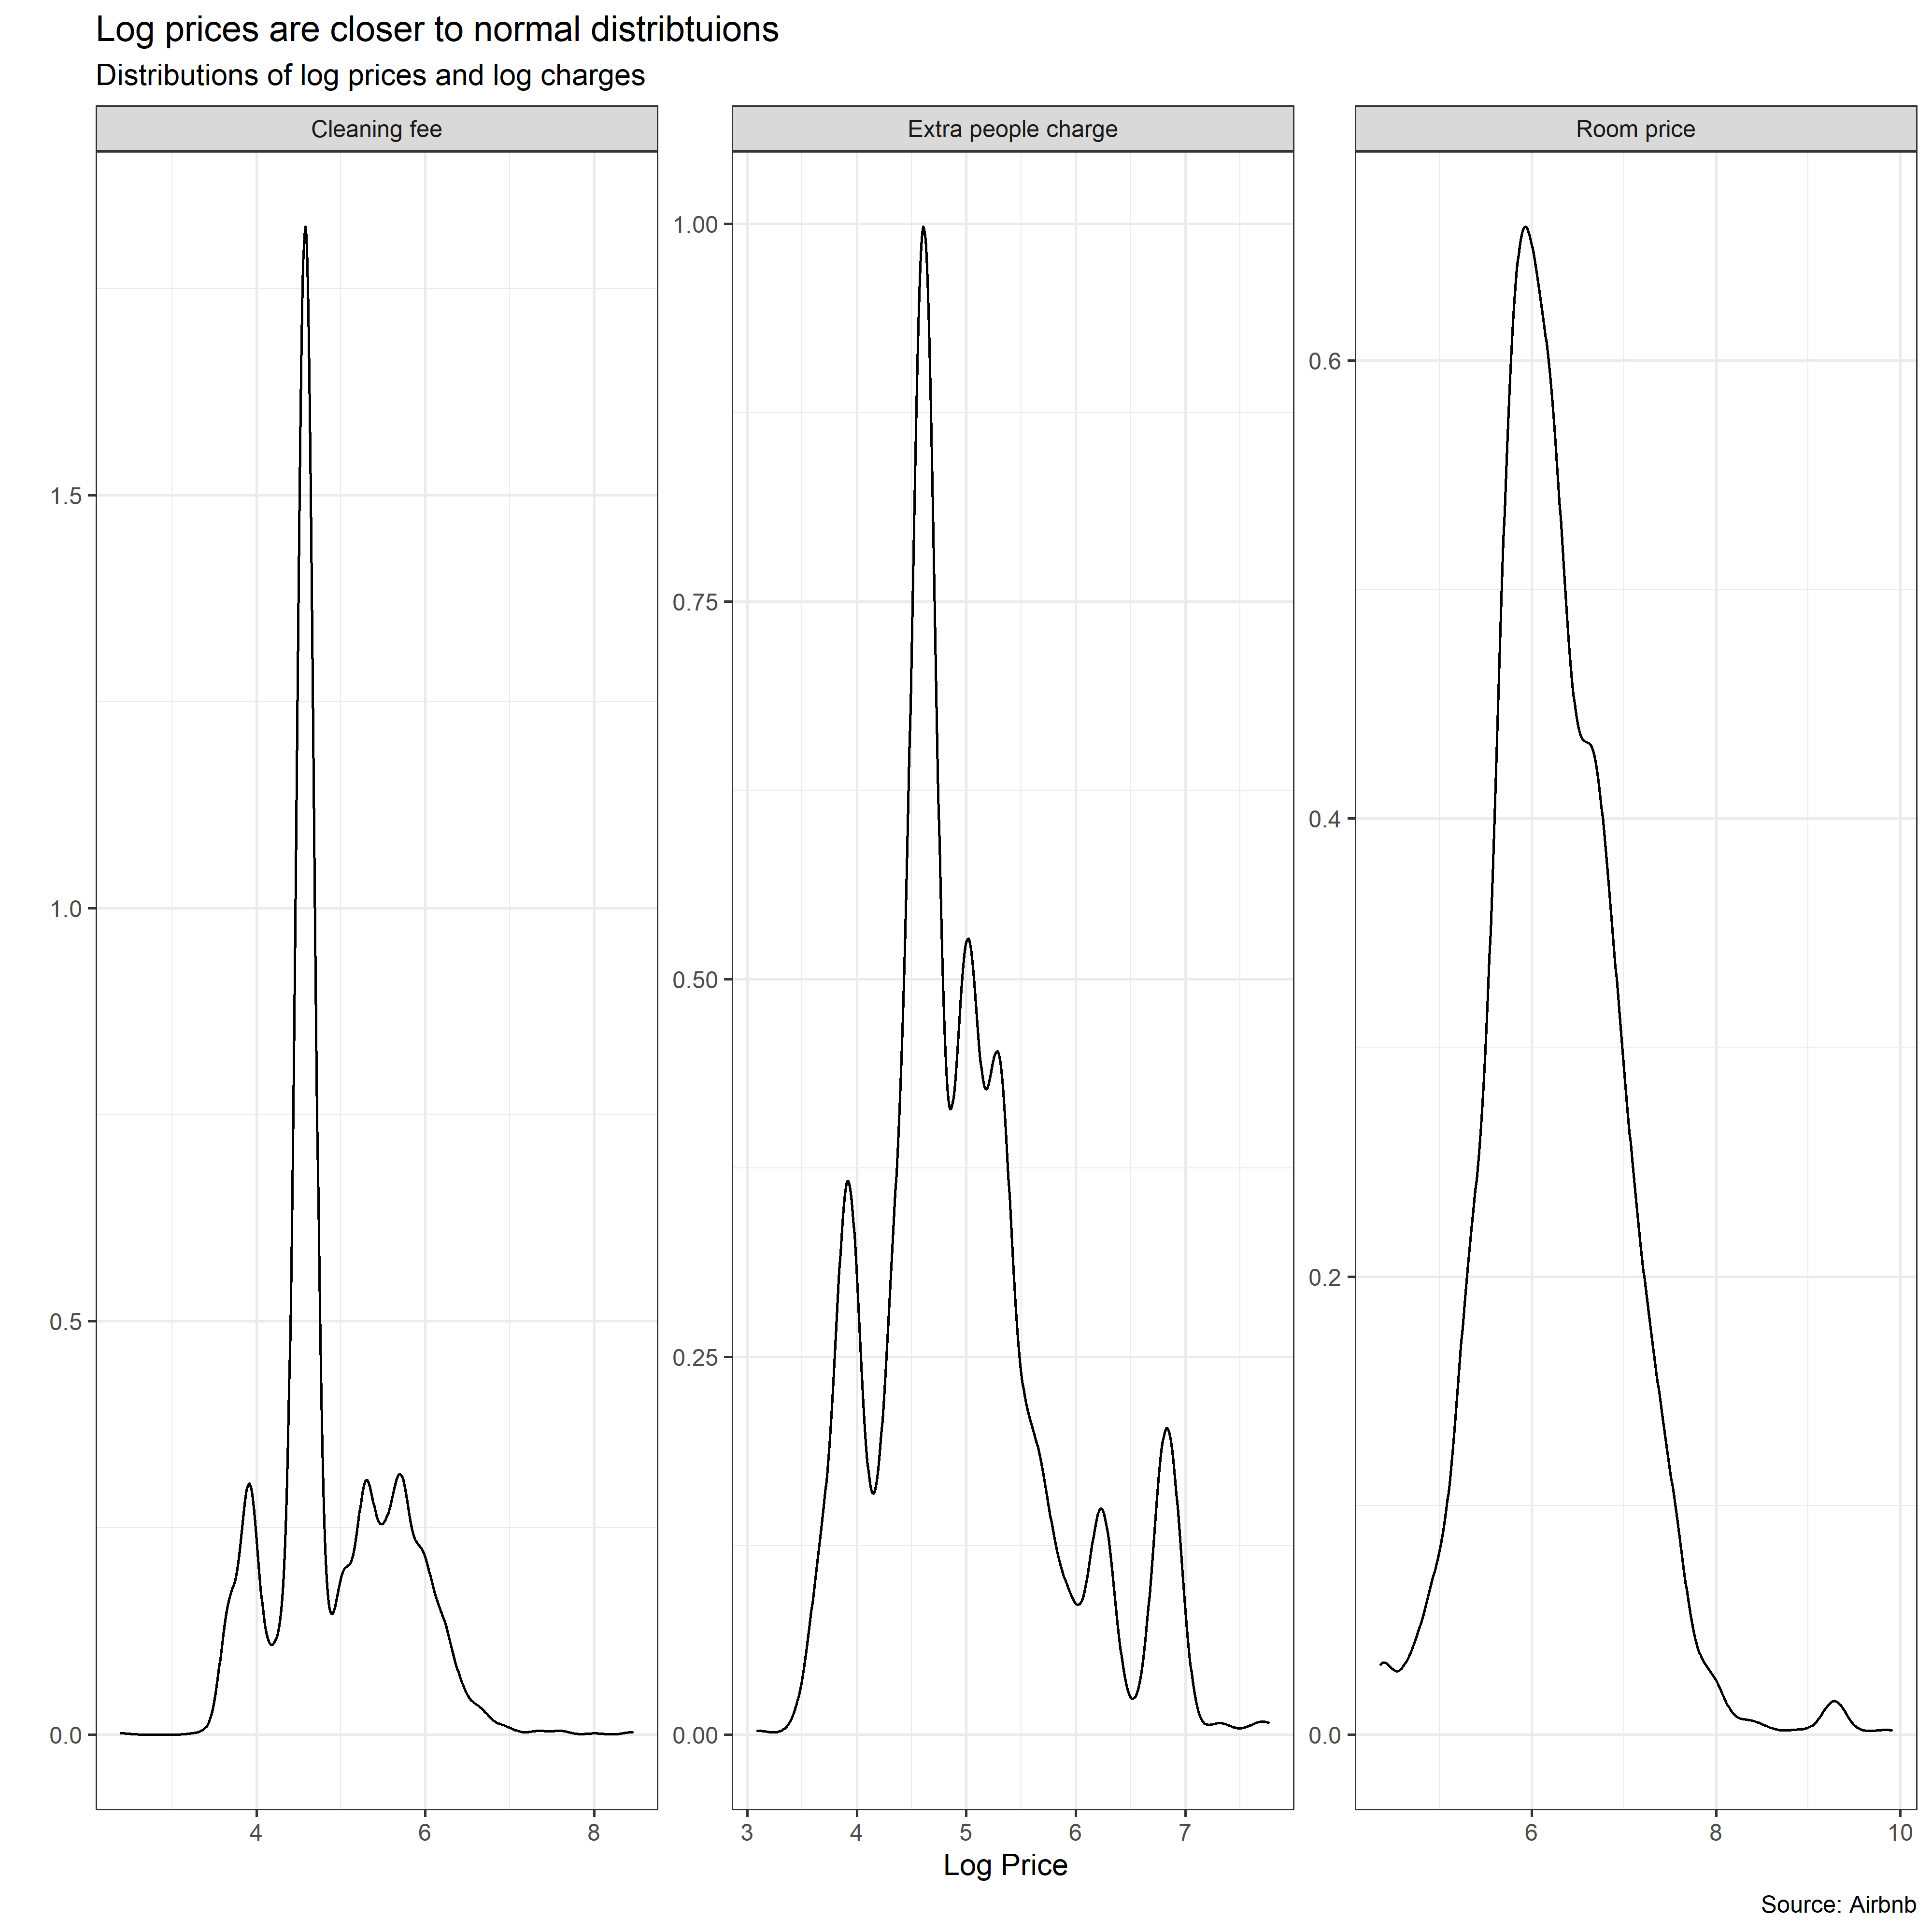 Log prices are closer to normal distribtuions
Distributions of log prices and log charges
Cleaning fee
Extra people charge
Room price
1.5
1.0
0.5
0.0
1.00
0.75
0.50
0.25
0.00
0.6
0.4
0.2
0.0
4 6 8
3 4 5 6 7
6 8 10
Log Price
Source: Airbnb